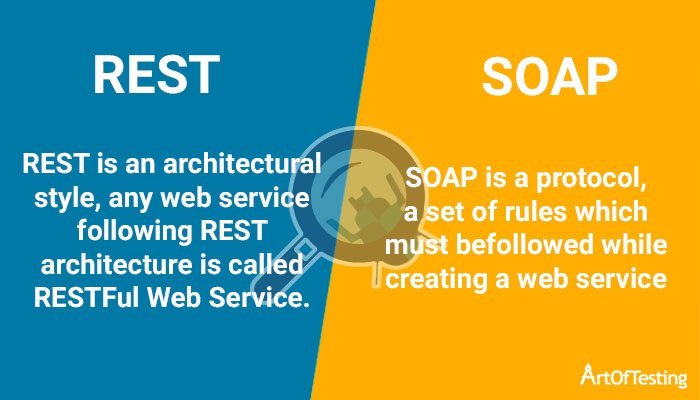 REST
REST is an architectural
style, any web service
following REST
architecture is called
RESTFul Web Service.
SOAP
SOAP is a protocol,
a set of rules which
must befollowed while
creating a web service
ArtOfTesting